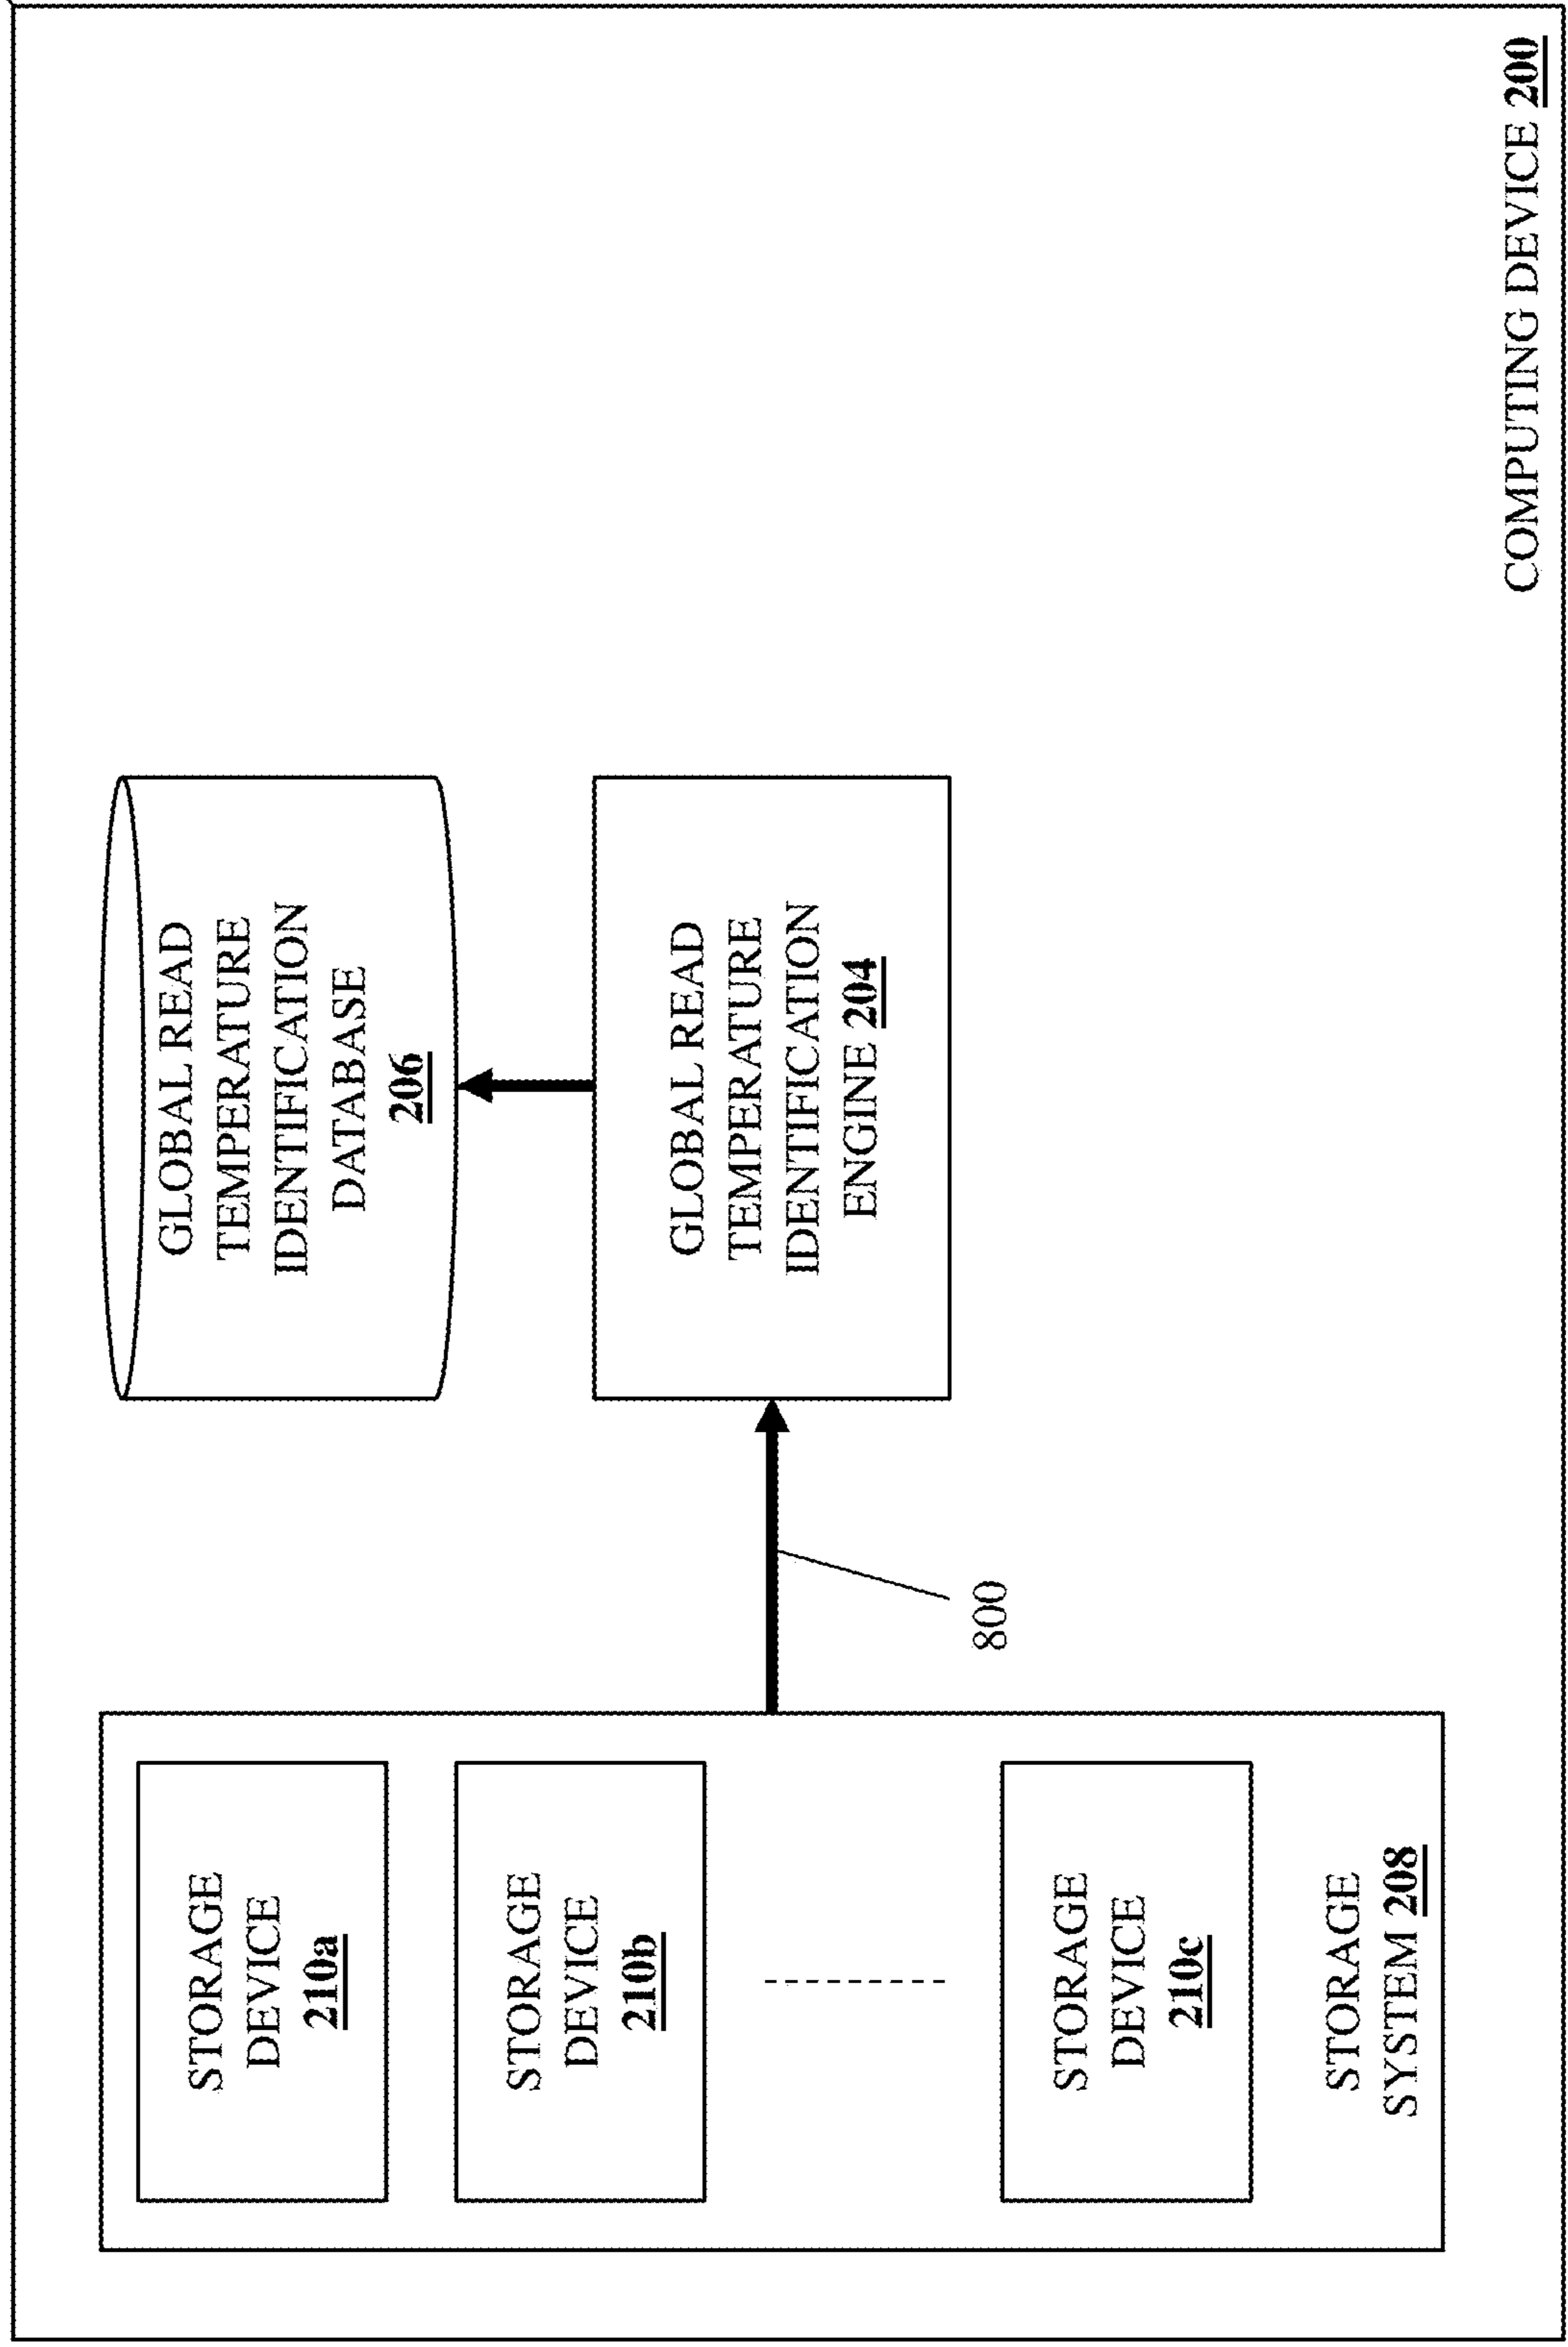 STORAGE
DEVICE
210a
STORAGE
DEVICE
210b
STORAGE
DEVICE
210c
STORAGE
SYSTEM 208
800
GLOBAL READ
TEMPERATURE
IDENTIFICATION
DATABASE
206
GLOBAL READ
TEMPERATURE
IDENTIFICATION
ENGINE 204
COMPUTING DEVICE 200